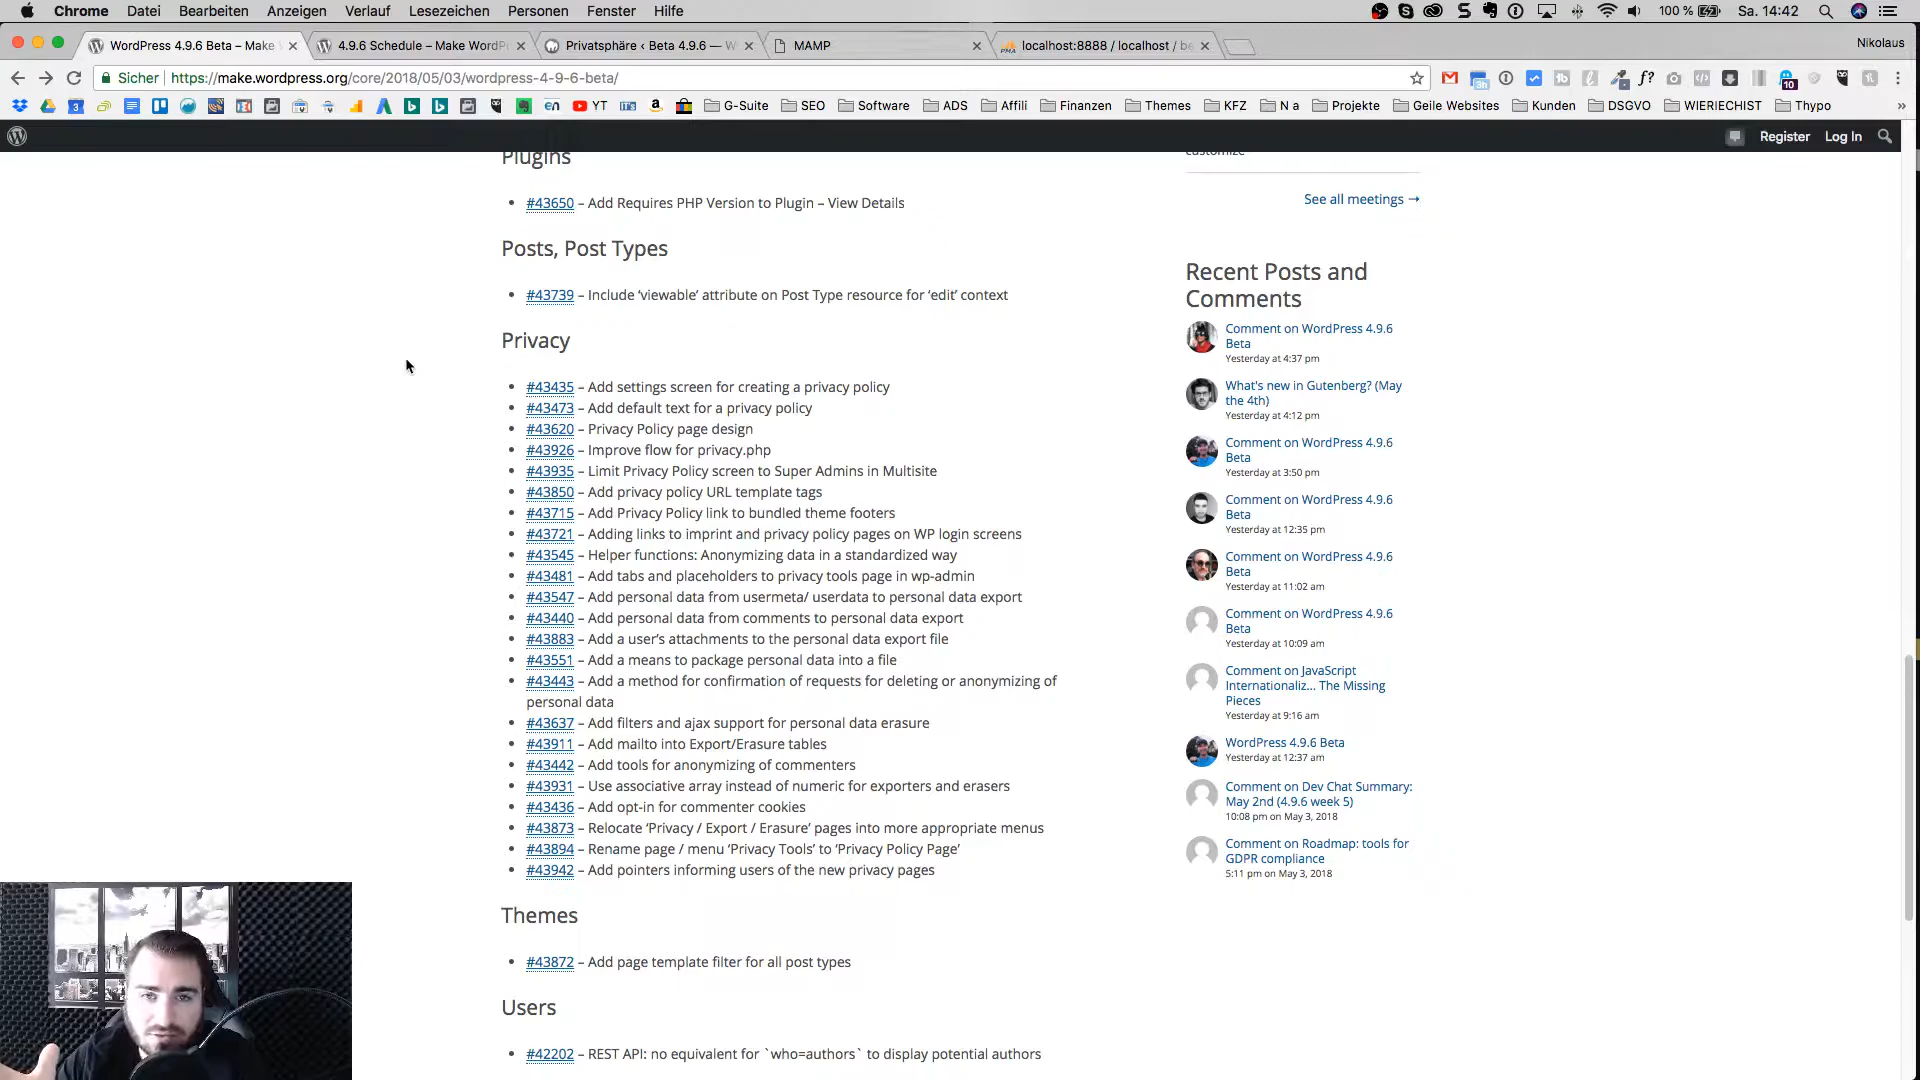 Chrome Datei Bearbeiten Anzeigen Verlauf Lesezeichen Personen Fenster Hilfe 100 % Sa. 14:42
WordPress 4.9.6 Beta – Make 4.9.6 Schedule – Make WordP Privatsphäre ‹ Beta 4.9.6 — W MAMP localhost:8888 / localhost / be Nikolaus
Sicher https://make.wordpress.org/core/2018/05/03/wordpress-4-9-6-beta/
YT G-Suite SEO Software ADS Affili Finanzen Themes KFZ N a Projekte Geile Websites Kunden DSGVO WIERIECHIST Thypo »
Register Log In
Plugins
#43650 – Add Requires PHP Version to Plugin – View Details
Posts, Post Types
#43739 – Include ‘viewable’ attribute on Post Type resource for ‘edit’ context
Privacy
#43435 – Add settings screen for creating a privacy policy
#43473 – Add default text for a privacy policy
#43620 – Privacy Policy page design
#43926 – Improve flow for privacy.php
#43935 – Limit Privacy Policy screen to Super Admins in Multisite
#43850 – Add privacy policy URL template tags
#43715 – Add Privacy Policy link to bundled theme footers
#43721 – Adding links to imprint and privacy policy pages on WP login screens
#43545 – Helper functions: Anonymizing data in a standardized way
#43481 – Add tabs and placeholders to privacy tools page in wp-admin
#43547 – Add personal data from usermeta/ userdata to personal data export
#43440 – Add personal data from comments to personal data export
#43883 – Add a user’s attachments to the personal data export file
#43551 – Add a means to package personal data into a file
#43443 – Add a method for confirmation of requests for deleting or anonymizing of
personal data
#43637 – Add filters and ajax support for personal data erasure
#43911 – Add mailto into Export/Erasure tables
#43442 – Add tools for anonymizing of commenters
#43931 – Use associative array instead of numeric for exporters and erasers
#43436 – Add opt-in for commenter cookies
#43873 – Relocate ‘Privacy / Export / Erasure’ pages into more appropriate menus
#43894 – Rename page / menu ‘Privacy Tools’ to ‘Privacy Policy Page’
#43942 – Add pointers informing users of the new privacy pages
Themes
#43872 – Add page template filter for all post types
Users
#42202 – REST API: no equivalent for `who=authors` to display potential authors
customize
See all meetings →
Recent Posts and
Comments
Comment on WordPress 4.9.6
Beta
Yesterday at 4:37 pm
What's new in Gutenberg? (May
the 4th)
Yesterday at 4:12 pm
Comment on WordPress 4.9.6
Beta
Yesterday at 3:50 pm
Comment on WordPress 4.9.6
Beta
Yesterday at 12:35 pm
Comment on WordPress 4.9.6
Beta
Yesterday at 11:02 am
Comment on WordPress 4.9.6
Beta
Yesterday at 10:09 am
Comment on JavaScript
Internationaliz... The Missing
Pieces
Yesterday at 9:16 am
WordPress 4.9.6 Beta
Yesterday at 12:37 am
Comment on Dev Chat Summary:
May 2nd (4.9.6 week 5)
10:08 pm on May 3, 2018
Comment on Roadmap: tools for
GDPR compliance
5:11 pm on May 3, 2018